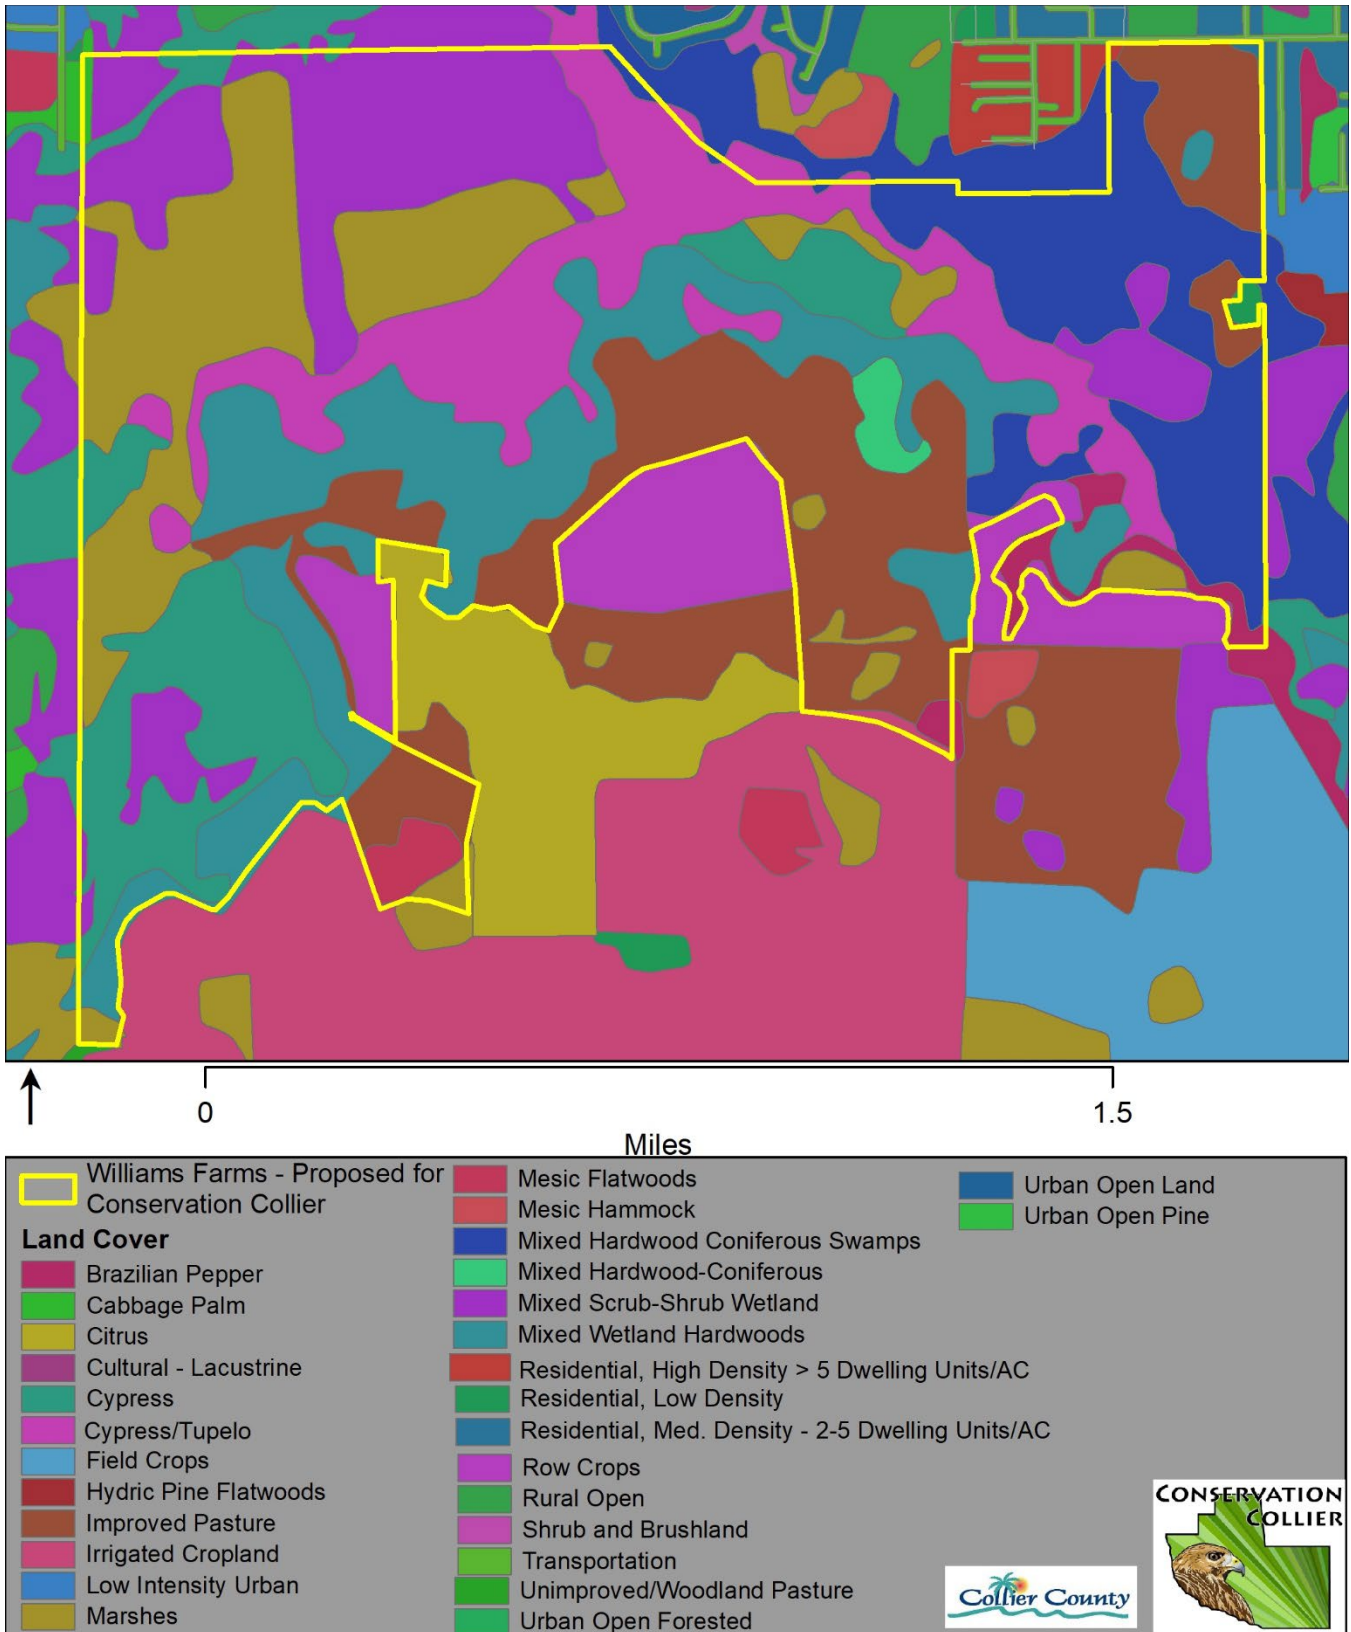 0
1.5
Miles
Williams Farms - Proposed for
Conservation Collier
Land Cover
Brazilian Pepper
Cabbage Palm
Citrus
Cultural - Lacustrine
Cypress
Cypress/Tupelo
Field Crops
Hydric Pine Flatwoods
Improved Pasture
Irrigated Cropland
Low Intensity Urban
Marshes
Mesic Flatwoods
Mesic Hammock
Mixed Hardwood Coniferous Swamps
Mixed Hardwood-Coniferous
Mixed Scrub-Shrub Wetland
Mixed Wetland Hardwoods
Residential, High Density > 5 Dwelling Units/AC
Residential, Low Density
Residential, Med. Density - 2-5 Dwelling Units/AC
Row Crops
Rural Open
Shrub and Brushland
Transportation
Unimproved/Woodland Pasture
Urban Open Forested
Urban Open Land
Urban Open Pine
Collier County
CONSERVATION
COLLIER